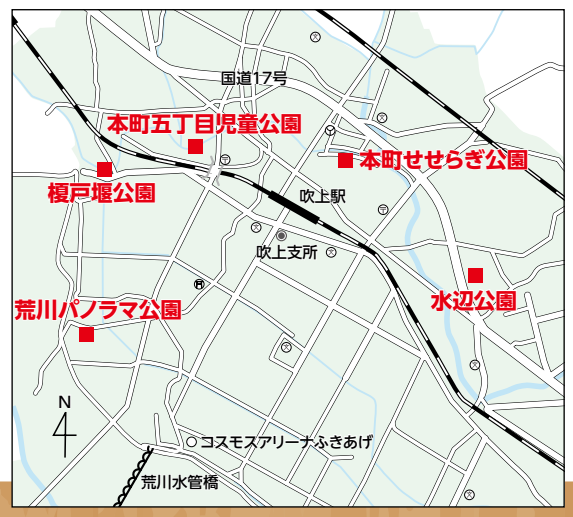 国道17号
本町五丁目児童公園
本町せせらぎ公園
榎戸堰公園
吹上駅
吹上支所
水辺公園
荒川パノラマ公園
N
コスモスアリーナふきあげ
荒川水管橋